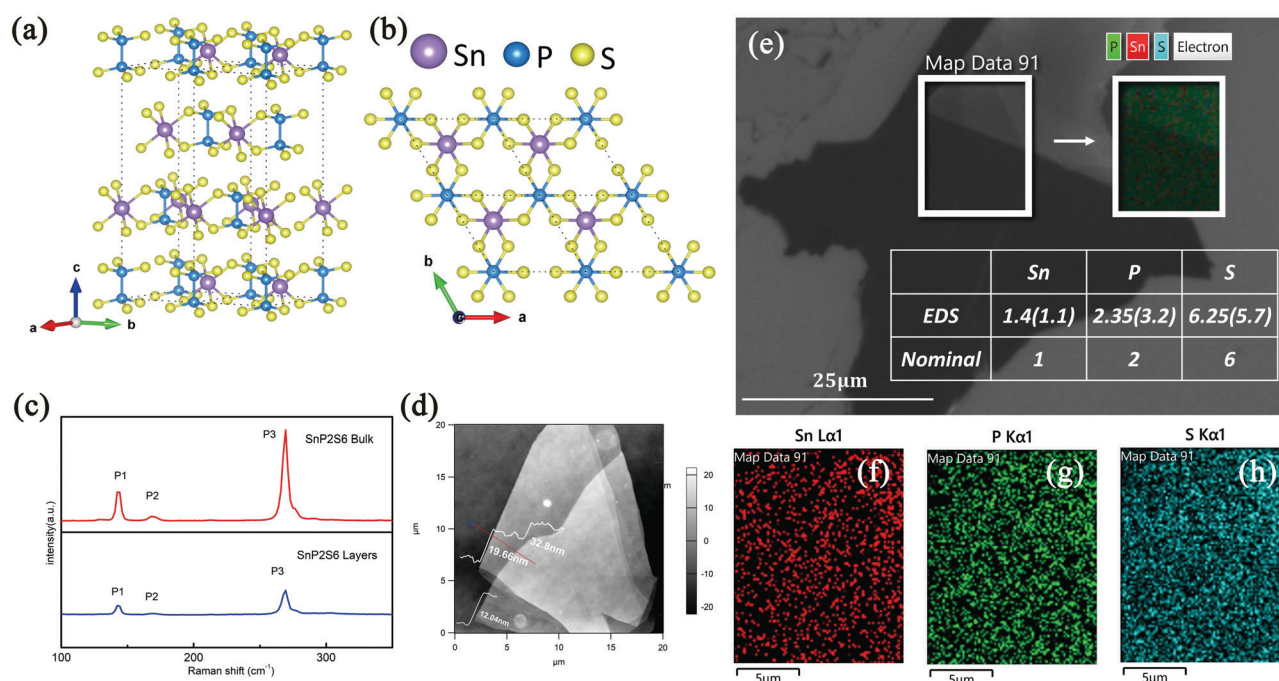 (a)
c
a
b
(b)
Sn
P
S
b
c
a
(c)
SnP2S6 Bulk
P1
P2
P3
SnP2S6 Layers
P1
P2
P3
intensity(a.u.)
100
200
300
Raman shift (cm⁻¹)
(d)
20
15
10
5
0
μm
0
5
10
15
20
μm
32.8nm
19.66nm
12.04nm
20
10
0
-10
-20
m
(e)
P Sn S Electron
Map Data 91
Sn P S
EDS 1.4(1.1) 2.35(3.2) 6.25(5.7)
Nominal 1 2 6
25μm
Sn Lα1
Map Data 91
(f)
5μm
P Kα1
Map Data 91
(g)
5μm
S Kα1
Map Data 91
(h)
5μm